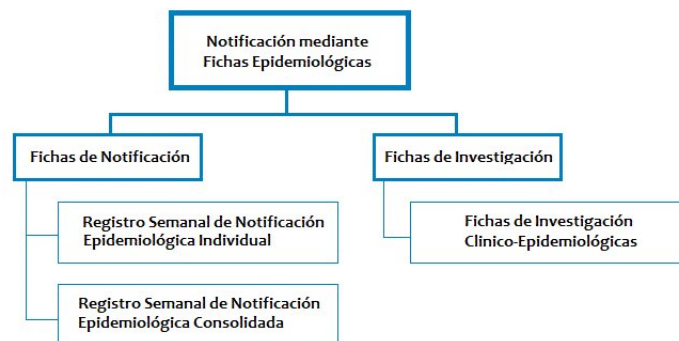 Notificación mediante
Fichas Epidemiológicas
Fichas de Notificación
Fichas de Investigación
Registro Semanal de Notificación
Epidemiológica Individual
Fichas de Investigación
Clinico-Epidemiológicas
Registro Semanal de Notificación
Epidemiológica Consolidada